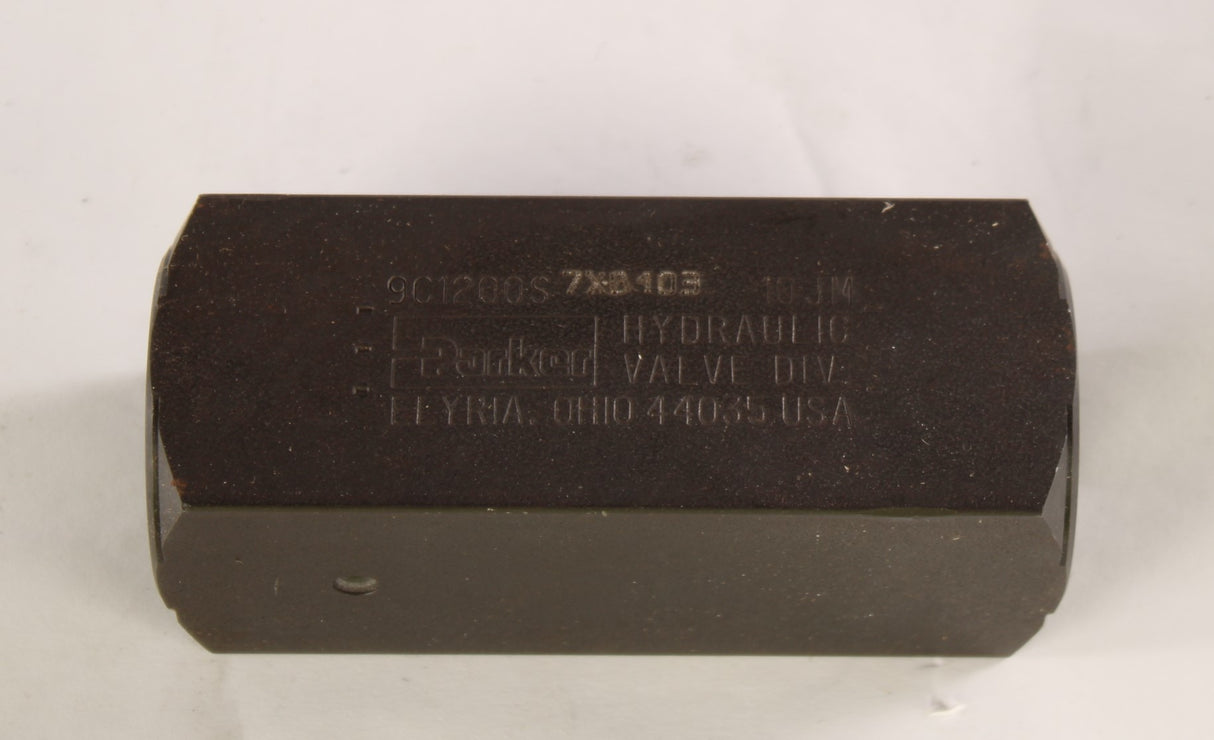 9C1200S 7X8103 10JM
Parker
HYDRAULIC
VALVE DIV.
ELYRIA, OHIO 44035 USA